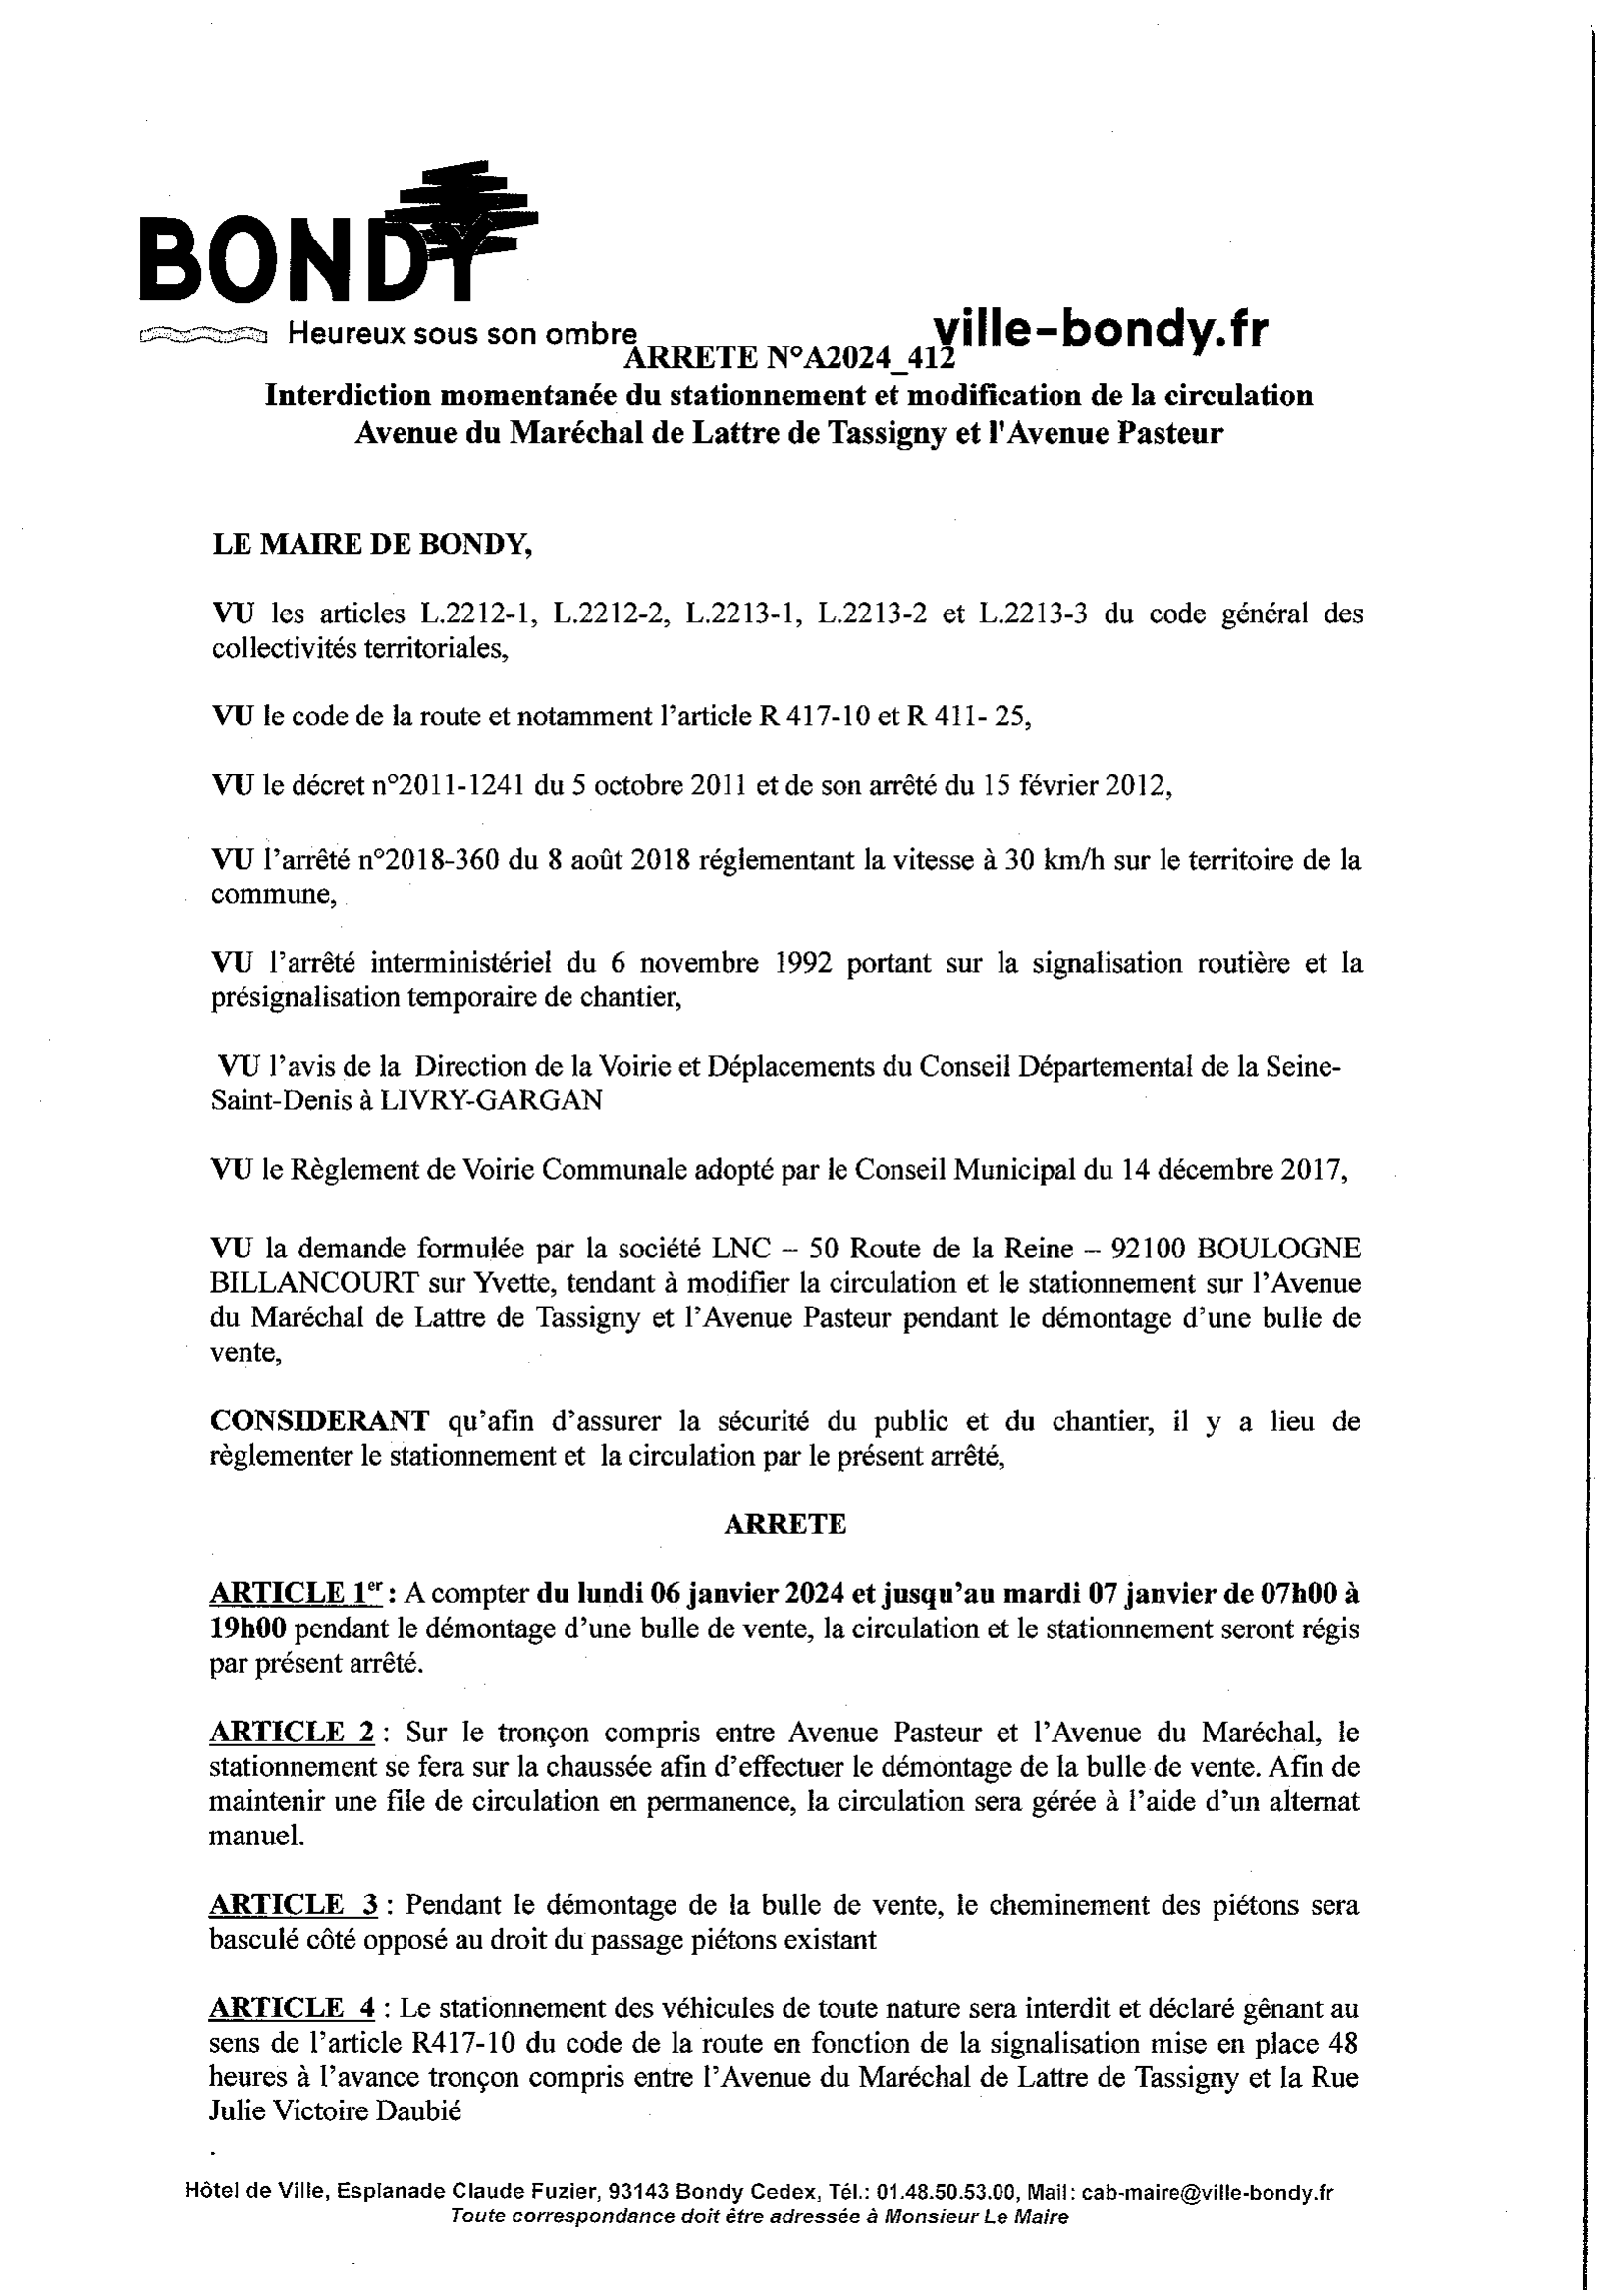 BONDY
Heureux sous son ombre
ville-bondy.fr
ARRETE N°A2024_412
Interdiction momentanée du stationnement et modification de la circulation
Avenue du Maréchal de Lattre de Tassigny et l'Avenue Pasteur
LE MAIRE DE BONDY,
VU les articles L.2212-1, L.2212-2, L.2213-1, L.2213-2 et L.2213-3 du code général des
collectivités territoriales,
VU le code de la route et notamment l'article R 417-10 et R 411- 25,
VU le décret n°2011-1241 du 5 octobre 2011 et de son arrêté du 15 février 2012,
VU l'arrêté n°2018-360 du 8 août 2018 réglementant la vitesse à 30 km/h sur le territoire de la
commune,
VU l'arrêté interministériel du 6 novembre 1992 portant sur la signalisation routière et la
présignalisation temporaire de chantier,
VU l'avis de la Direction de la Voirie et Déplacements du Conseil Départemental de la Seine-
Saint-Denis à LIVRY-GARGAN
VU le Règlement de Voirie Communale adopté par le Conseil Municipal du 14 décembre 2017,
VU la demande formulée par la société LNC – 50 Route de la Reine – 92100 BOULOGNE
BILLANCOURT sur Yvette, tendant à modifier la circulation et le stationnement sur l'Avenue
du Maréchal de Lattre de Tassigny et l'Avenue Pasteur pendant le démontage d'une bulle de
vente,
CONSIDERANT qu'afin d'assurer la sécurité du public et du chantier, il y a lieu de
règlementer le stationnement et la circulation par le présent arrêté,
ARRETE
ARTICLE 1er : A compter du lundi 06 janvier 2024 et jusqu'au mardi 07 janvier de 07h00 à
19h00 pendant le démontage d'une bulle de vente, la circulation et le stationnement seront régis
par présent arrêté.
ARTICLE 2 : Sur le tronçon compris entre Avenue Pasteur et l'Avenue du Maréchal, le
stationnement se fera sur la chaussée afin d'effectuer le démontage de la bulle de vente. Afin de
maintenir une file de circulation en permanence, la circulation sera gérée à l'aide d'un alternat
manuel.
ARTICLE 3 : Pendant le démontage de la bulle de vente, le cheminement des piétons sera
basculé côté opposé au droit du passage piétons existant
ARTICLE 4 : Le stationnement des véhicules de toute nature sera interdit et déclaré gênant au
sens de l'article R417-10 du code de la route en fonction de la signalisation mise en place 48
heures à l'avance tronçon compris entre l'Avenue du Maréchal de Lattre de Tassigny et la Rue
Julie Victoire Daubié
.
Hôtel de Ville, Esplanade Claude Fuzier, 93143 Bondy Cedex, Tél.: 01.48.50.53.00, Mail : cab-maire@ville-bondy.fr
Toute correspondance doit être adressée à Monsieur Le Maire